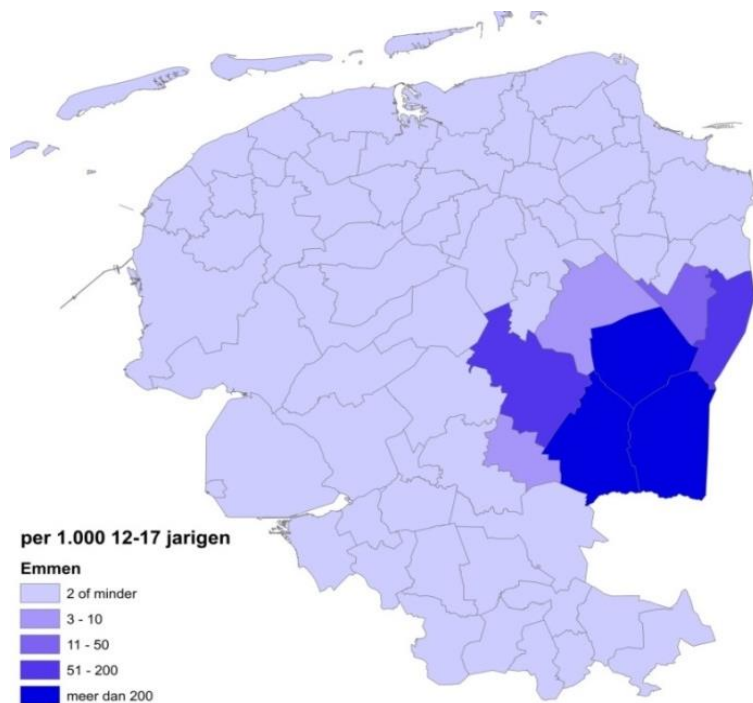 per 1.000 12-17 jarigen
Emmen
2 of minder
3 - 10
11 - 50
51 - 200
meer dan 200